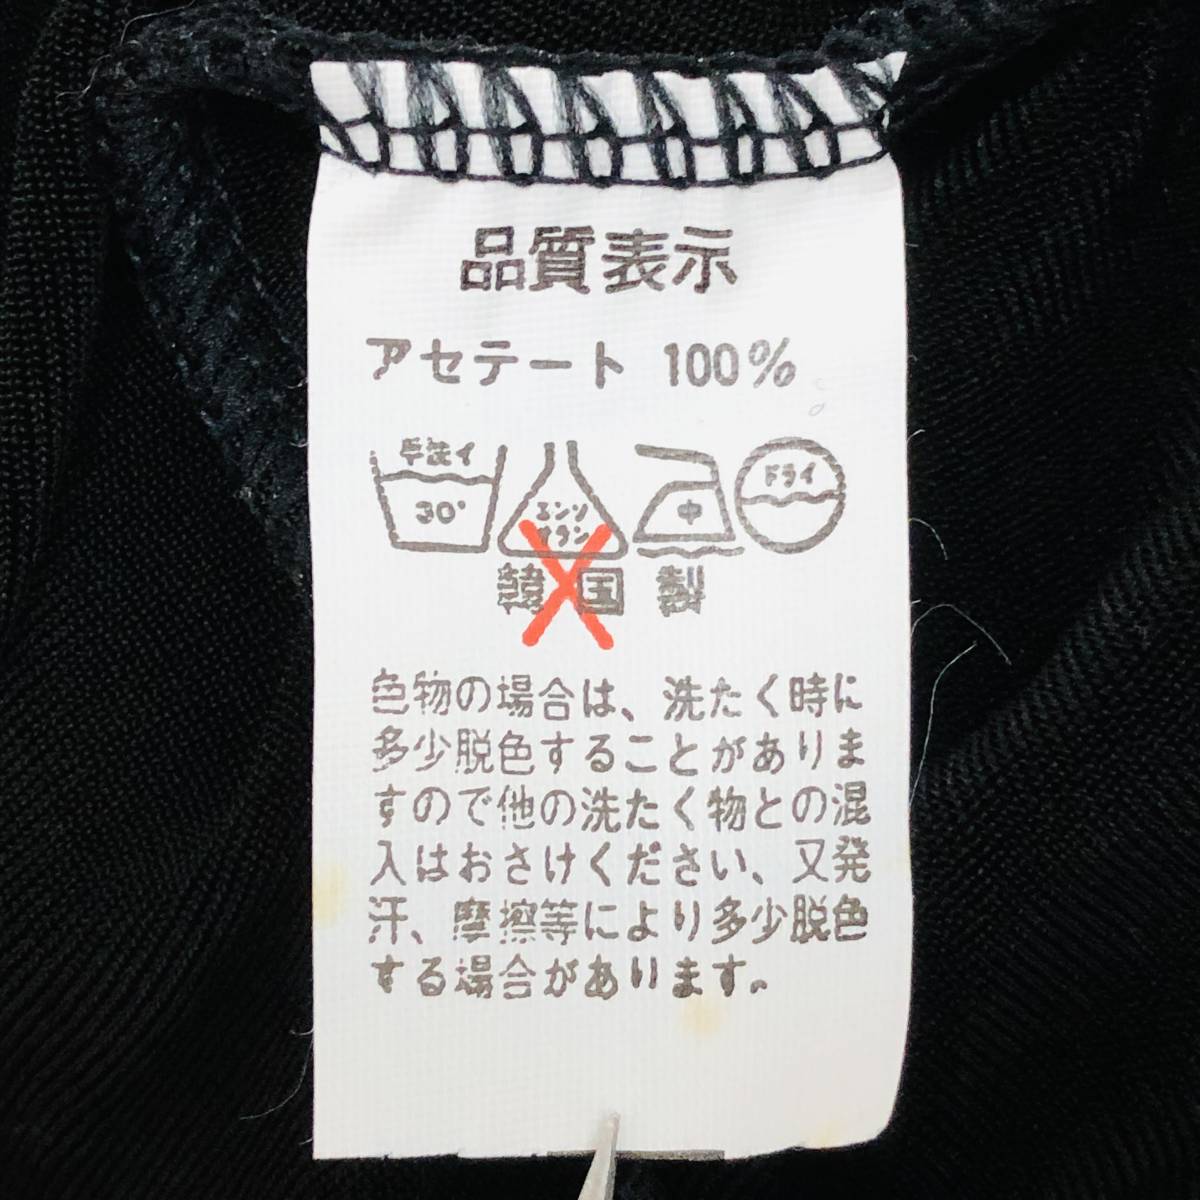 品質表示
アセテート 100%
手洗イ
30°
エンソ
サラシ
中
ドライ
韓国製
色物の場合は、洗たく時に
多少脱色することがありま
すので他の洗たく物との混
入はおさけください、又発
汗、摩擦等により多少脱色
する場合があります。